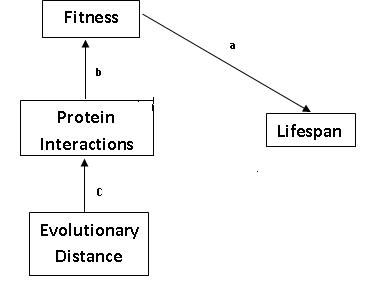 Fitness
a
b
Protein
Interactions
Lifespan
C
Evolutionary
Distance